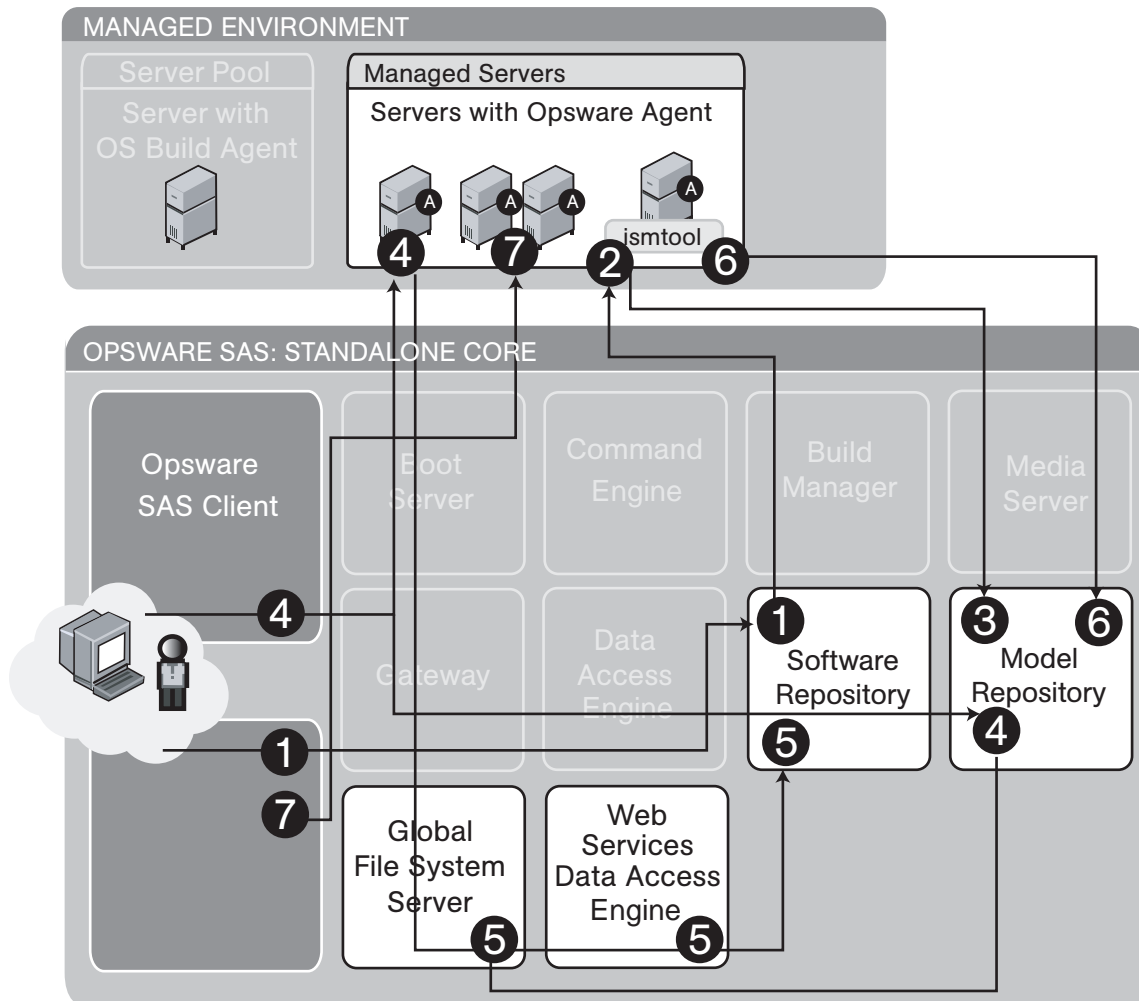 MANAGED ENVIRONMENT
Server Pool
Server with
OS Build Agent
Managed Servers
Servers with Opsware Agent
A
A
A
A
ismtool
4
7
2
6
OPSWARE SAS: STANDALONE CORE
Opsware
SAS Client
Boot
Server
Command
Engine
Build
Manager
Media
Server
4
1
7
Gateway
Data
Access
Engine
1
Software
Repository
5
3
6
Model
Repository
4
Global
File System
Server
5
Web
Services
Data Access
Engine
5